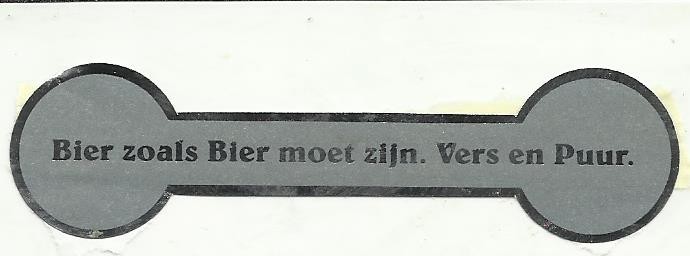 Bier zoals Bier moet zijn. Vers en Puur.